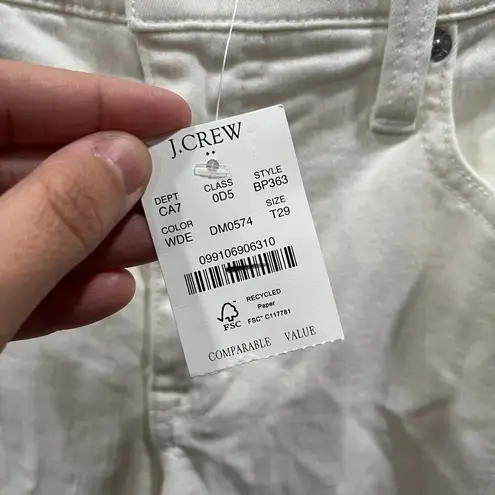 J.CREW
DEPT CLASS STYLE
CA7 0D5 BP363
COLOR SIZE
WDE DM0574 T29
099106906310
FSC
RECYCLED
Paper
FSC™ C117781
COMPARABLE VALUE